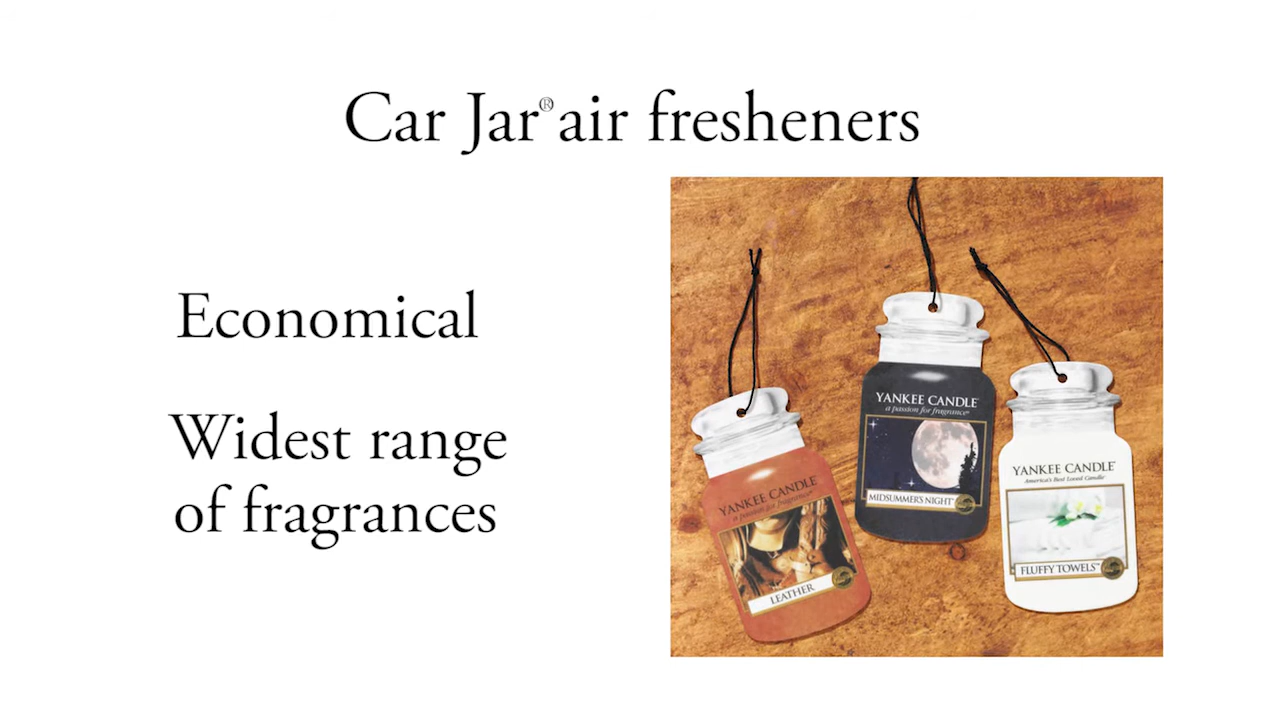 Car Jar® air fresheners
Economical
Widest range
of fragrances
YANKEE CANDLE
a passion for fragrance
LEATHER
YANKEE CANDLE
a passion for fragrance
MIDSUMMER'S NIGHT
YANKEE CANDLE
America's Best Loved Candle
FLUFFY TOWELS™